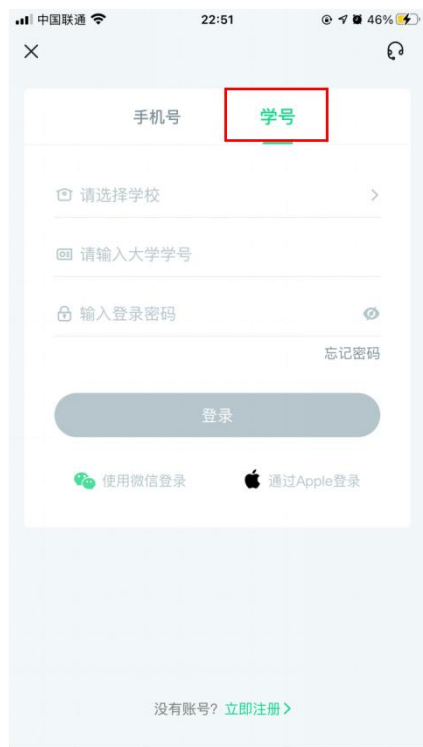 中国联通 22:51 46%
手机号 学号
请选择学校
请输入大学学号
输入登录密码
忘记密码
登录
使用微信登录 通过Apple登录
没有账号? 立即注册